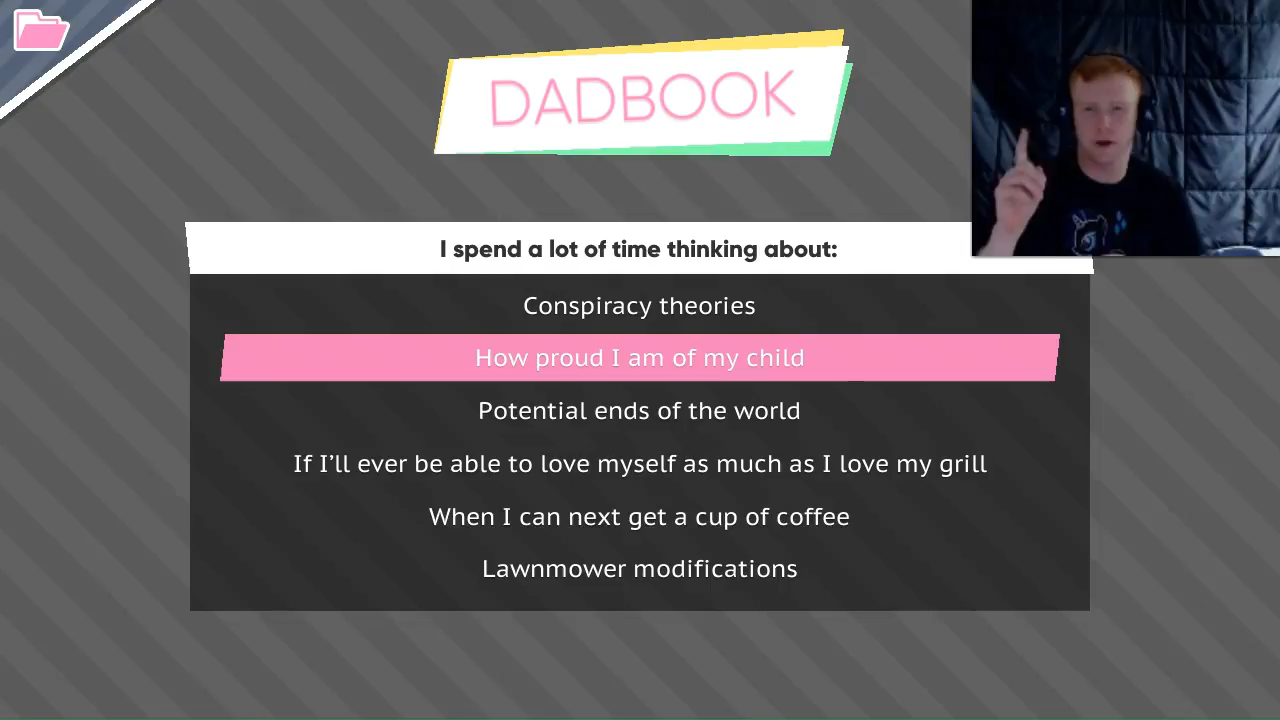 DADBOOK
I spend a lot of time thinking about:
Conspiracy theories
How proud I am of my child
Potential ends of the world
If I’ll ever be able to love myself as much as I love my grill
When I can next get a cup of coffee
Lawnmower modifications